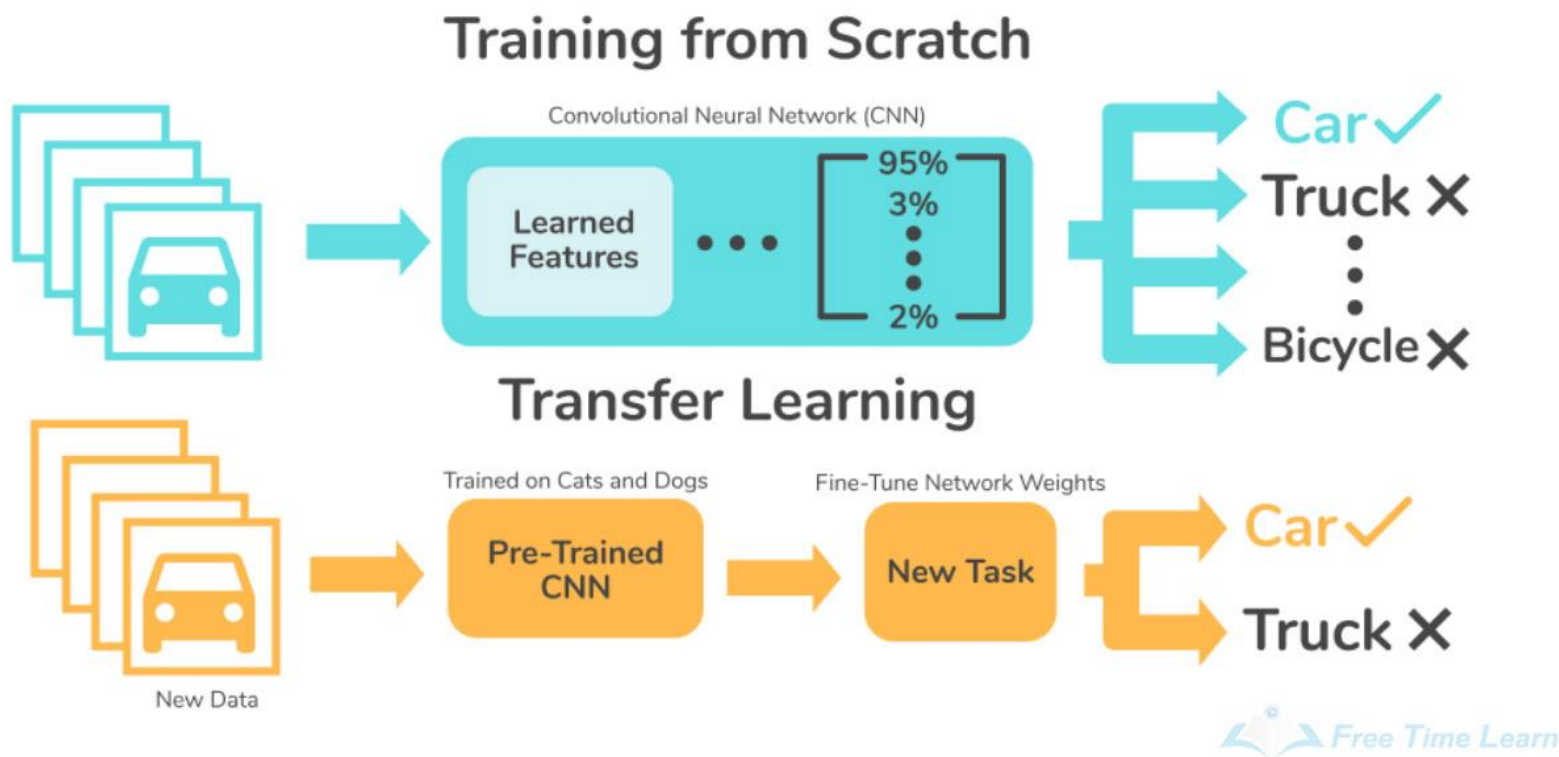 Training from Scratch
Convolutional Neural Network (CNN)
Learned
Features
95%
3%
2%
Car
Truck
Bicycle
Transfer Learning
Trained on Cats and Dogs
Fine-Tune Network Weights
Pre-Trained
CNN
New Task
Car
Truck
New Data
Free Time Learn